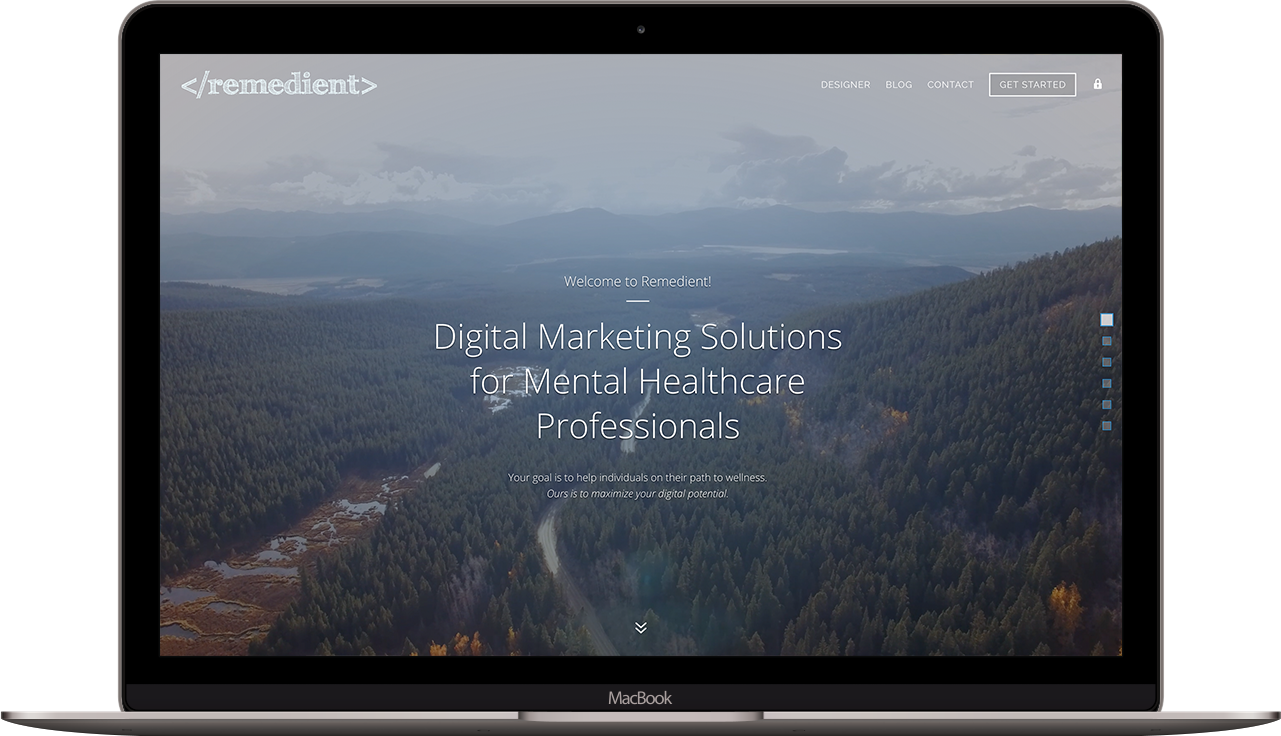 </remedient>
DESIGNER BLOG CONTACT GET STARTED
Welcome to Remedient!
Digital Marketing Solutions
for Mental Healthcare
Professionals
Your goal is to help individuals on their path to wellness.
Ours is to maximize your digital potential.
MacBook